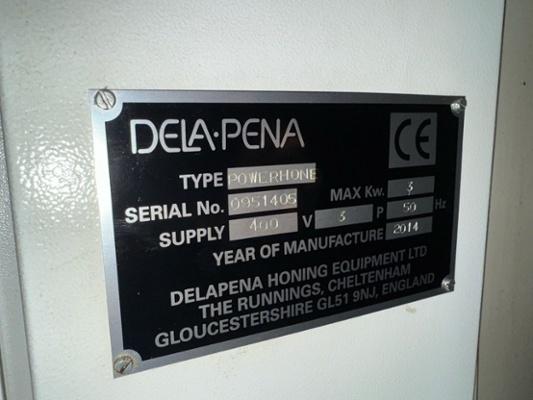 DELA·PENA
CE
TYPE POWERHONE
SERIAL No. 0951405 MAX Kw. 3
SUPPLY 400 V 3 P 50 Hz
YEAR OF MANUFACTURE 2014
DELAPENA HONING EQUIPMENT LTD
THE RUNNINGS, CHELTENHAM
GLOUCESTERSHIRE GL51 9NJ, ENGLAND